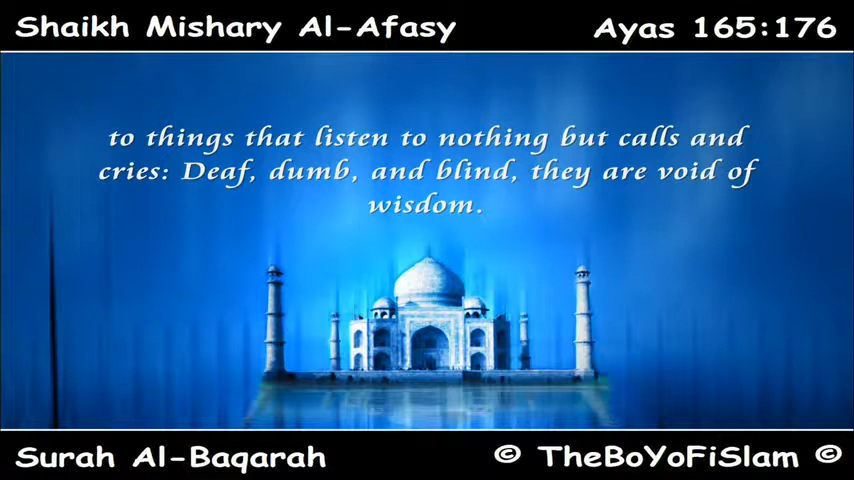 Shaikh Mishary Al-Afasy
Ayas 165:176
to things that listen to nothing but calls and
cries: Deaf, dumb, and blind, they are void of
wisdom.
Surah Al-Baqarah
© TheBoYoFiSlam ©